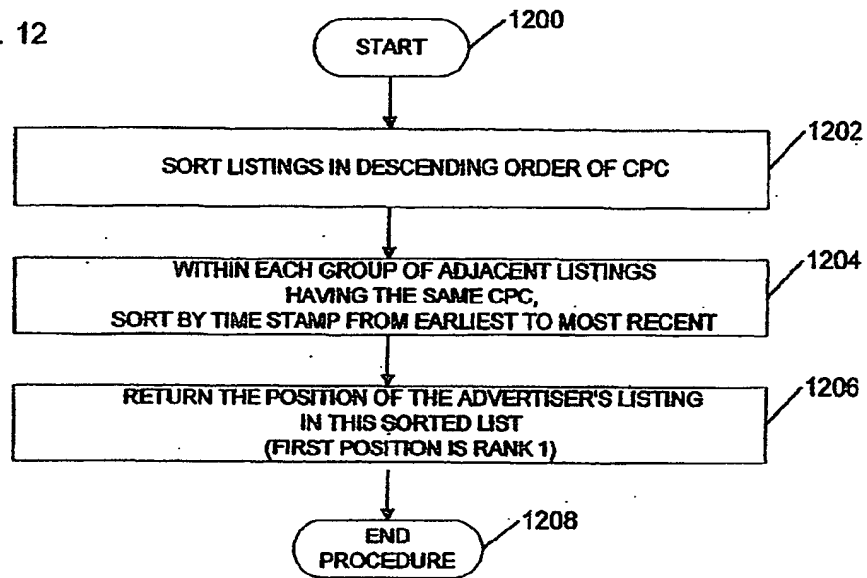 . 12
START
1200
SORT LISTINGS IN DESCENDING ORDER OF CPC
1202
WITHIN EACH GROUP OF ADJACENT LISTINGS
HAVING THE SAME CPC,
SORT BY TIME STAMP FROM EARLIEST TO MOST RECENT
1204
RETURN THE POSITION OF THE ADVERTISER'S LISTING
IN THIS SORTED LIST
(FIRST POSITION IS RANK 1)
1206
END
PROCEDURE
1208